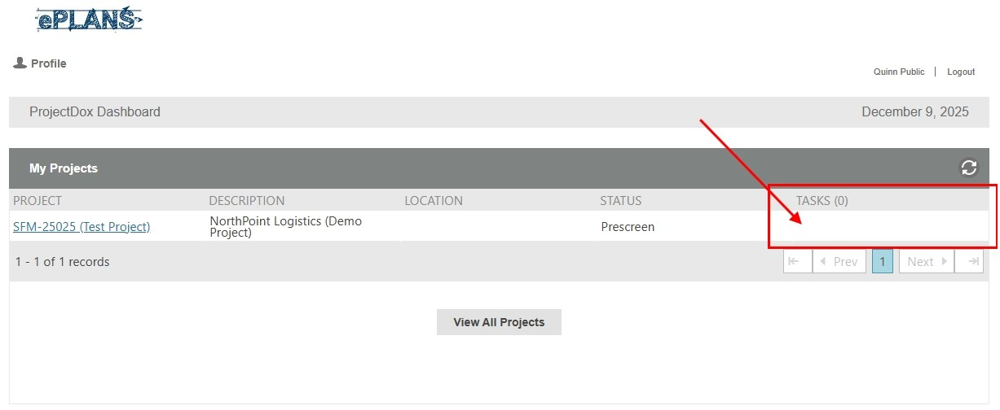 ePLANS
Profile
Quinn Public | Logout
ProjectDox Dashboard December 9, 2025
My Projects
PROJECT DESCRIPTION LOCATION STATUS TASKS (0)
SFM-25025 (Test Project) NorthPoint Logistics (Demo Project) Prescreen
1 - 1 of 1 records Prev 1 Next
View All Projects